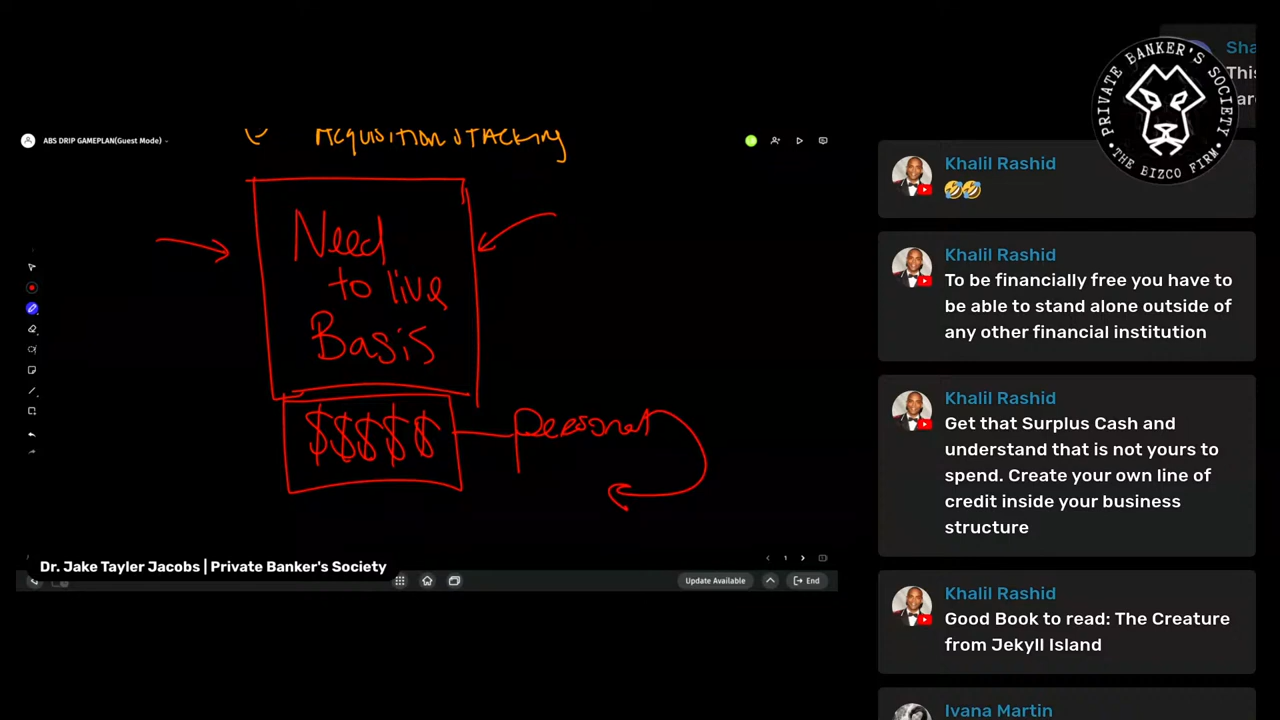 ABS DRIP GAMEPLAN(Guest Mode)
Acquisition Stacking
Need
to live
Basis
$$$$$
personal
Dr. Jake Tayler Jacobs | Private Banker's Society
1
Update Available
End
PRIVATE BANKER'S SOCIETY
• THE BIZCO FIRM •
Sha
This
are
Khalil Rashid
🤣🤣
Khalil Rashid
To be financially free you have to
be able to stand alone outside of
any other financial institution
Khalil Rashid
Get that Surplus Cash and
understand that is not yours to
spend. Create your own line of
credit inside your business
structure
Khalil Rashid
Good Book to read: The Creature
from Jekyll Island
Ivana Martin